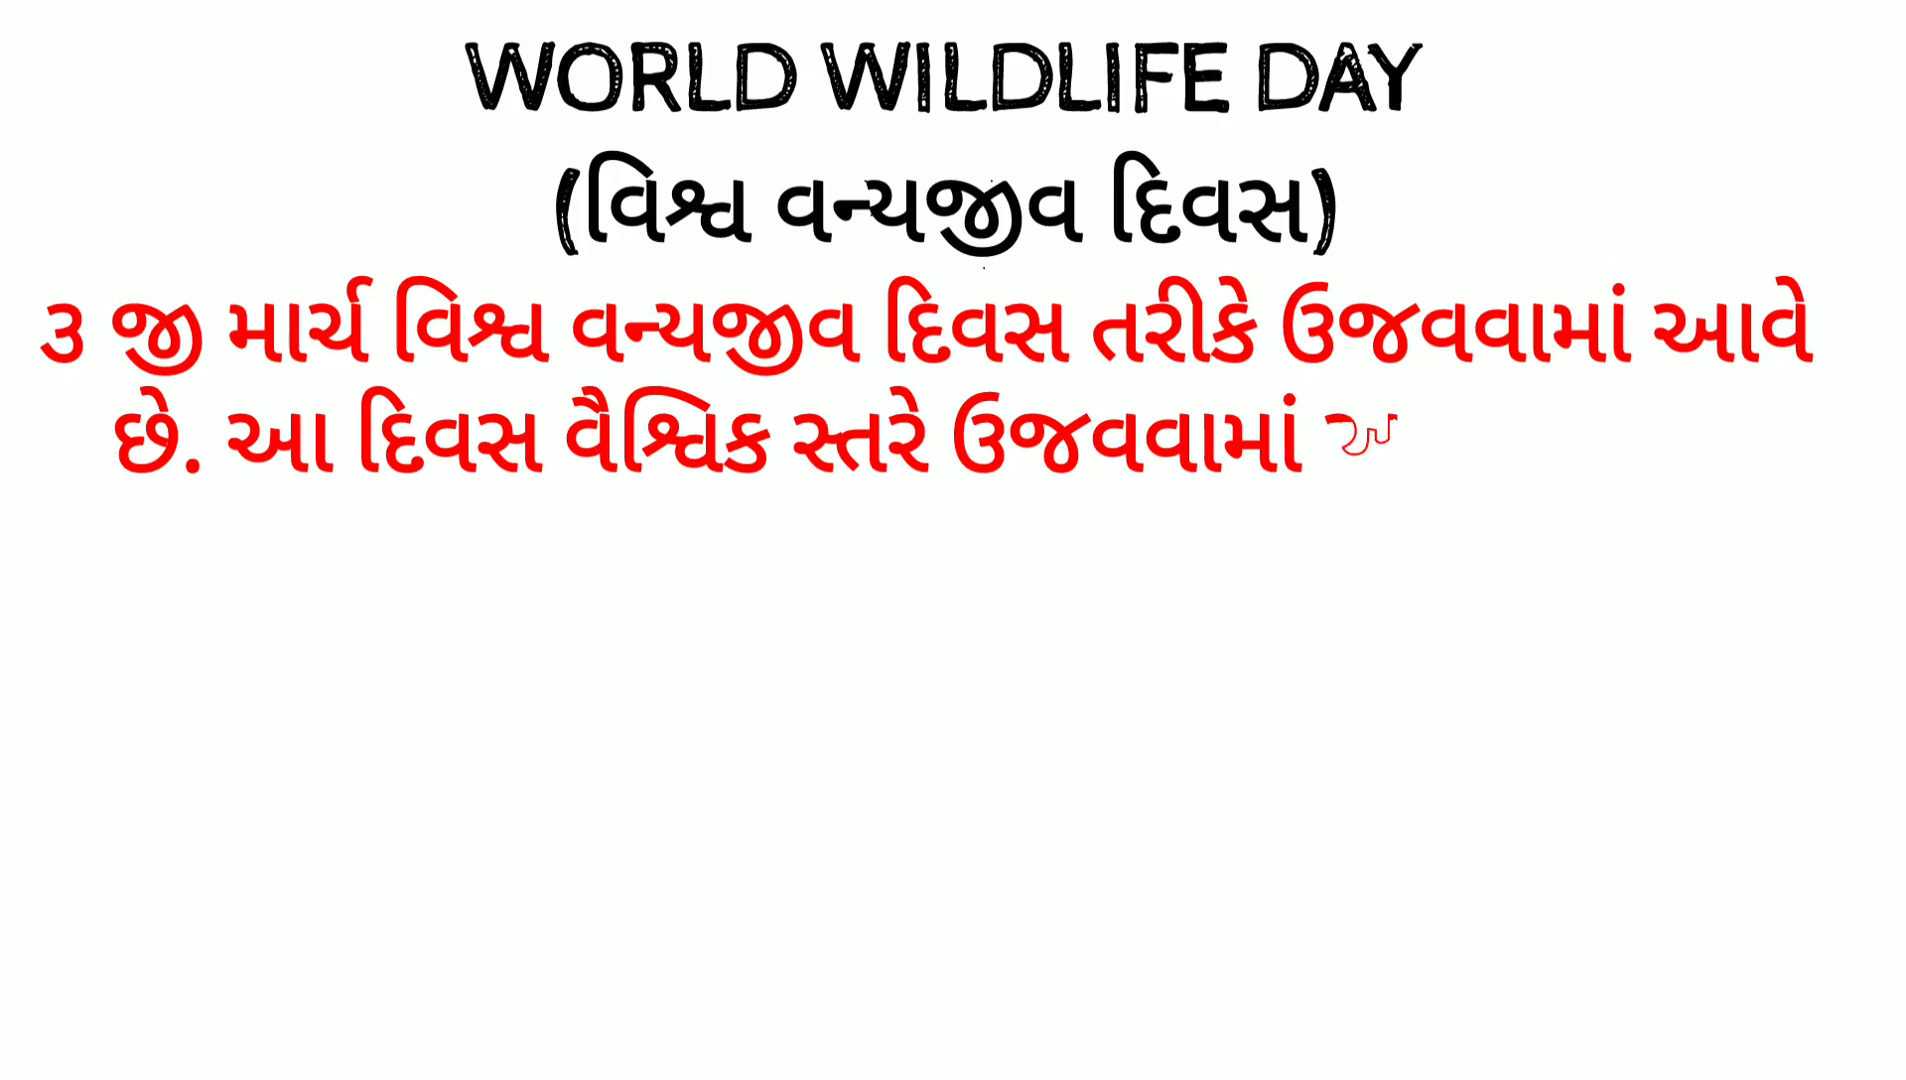 WORLD WILDLIFE DAY
(વિશ્વ વન્યજીવ દિવસ)
૩ જી માર્ચ વિશ્વ વન્યજીવ દિવસ તરીકે ઉજવવામાં આવે
છે. આ દિવસ વૈશ્વિક સ્તરે ઉજવવામાં